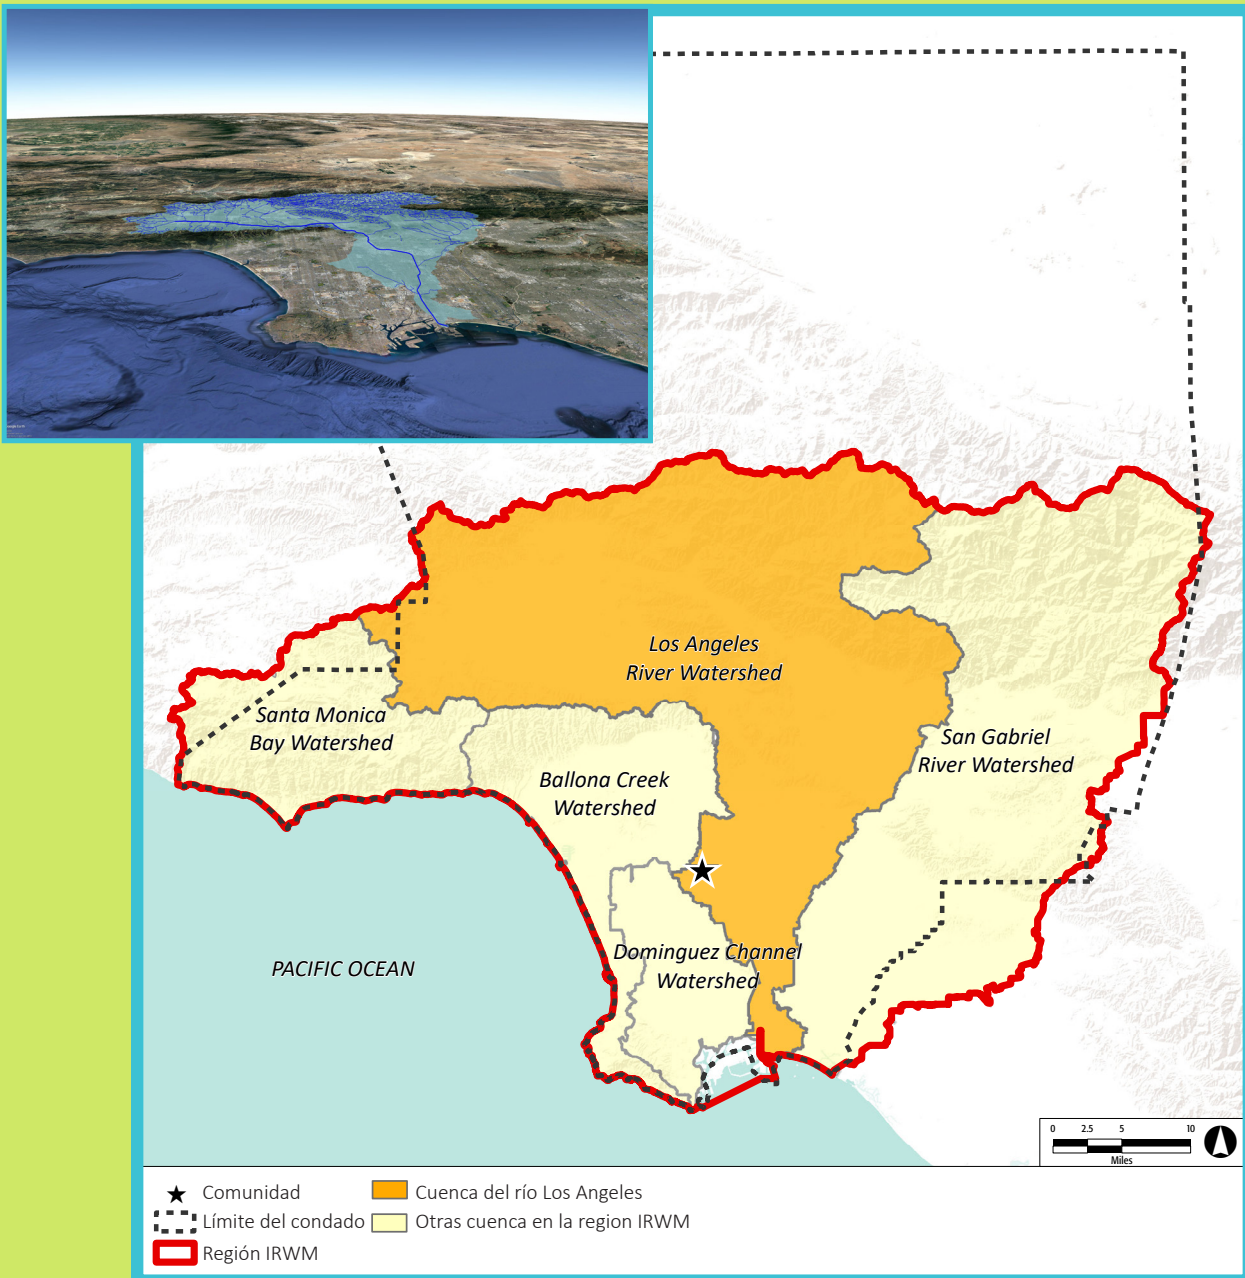 Los Angeles
River Watershed
Santa Monica
Bay Watershed
San Gabriel
River Watershed
Ballona Creek
Watershed
Dominguez Channel
Watershed
PACIFIC OCEAN
0 2.5 5 10
Miles
Comunidad
Cuenca del río Los Angeles
Límite del condado
Otras cuenca en la region IRWM
Región IRWM